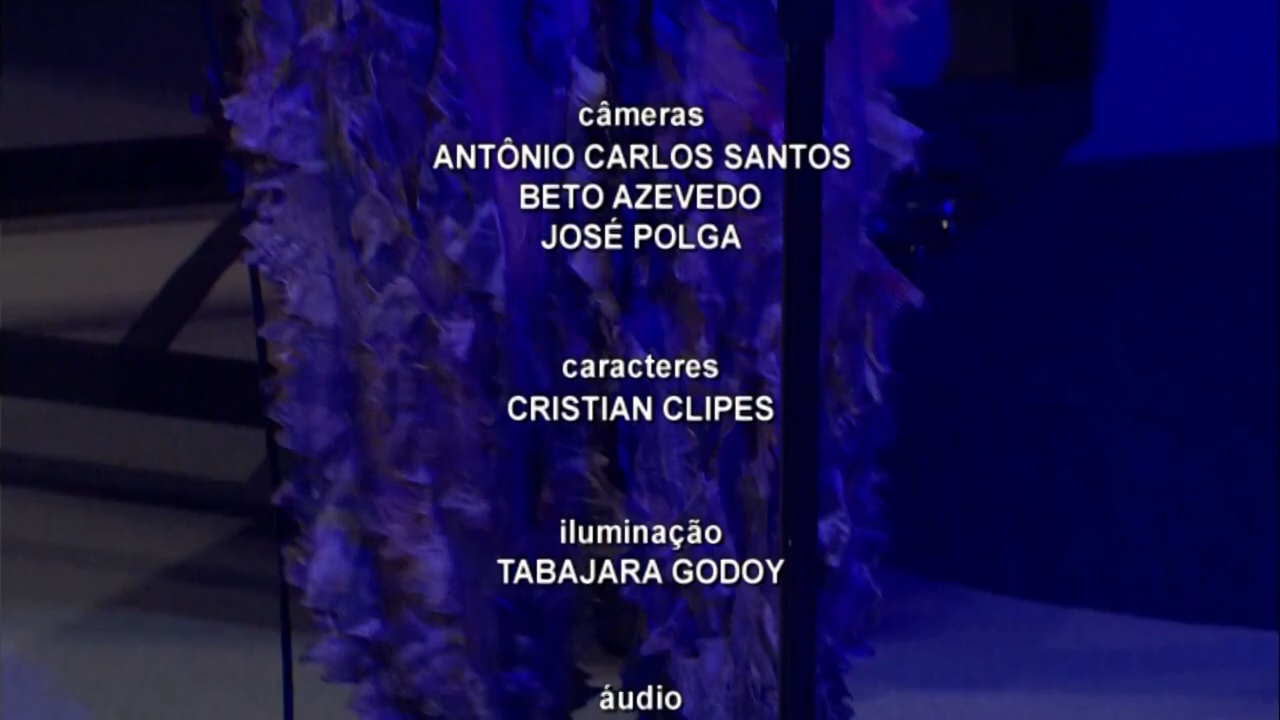 câmeras
ANTÔNIO CARLOS SANTOS
BETO AZEVEDO
JOSÉ POLGA
caracteres
CRISTIAN CLIPES
iluminação
TABAJARA GODOY
áudio